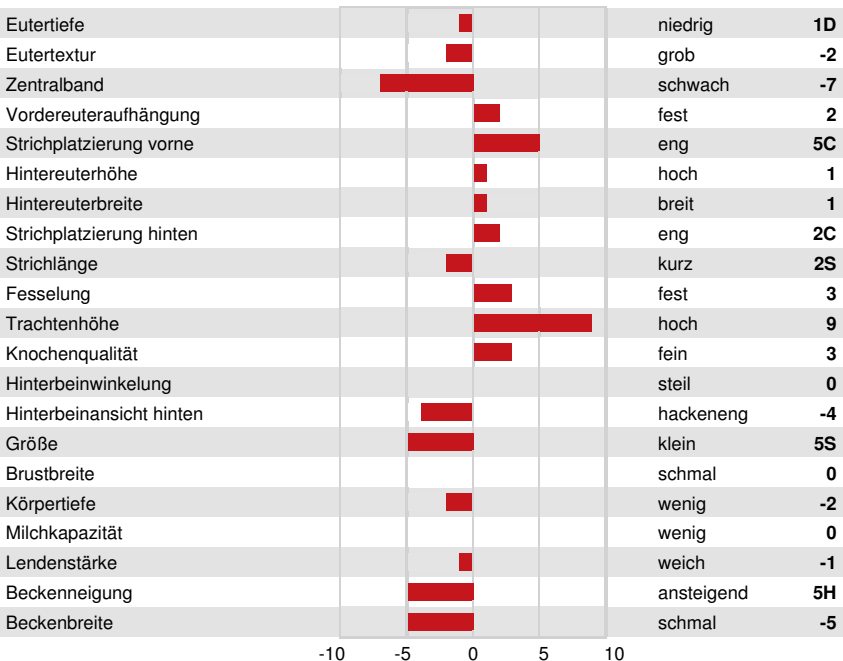 Eutertiefe niedrig 1D
Eutertextur grob -2
Zentralband schwach -7
Vordereuteraufhängung fest 2
Strichplatzierung vorne eng 5C
Hintereuterhöhe hoch 1
Hintereuterbreite breit 1
Strichplatzierung hinten eng 2C
Strichlänge kurz 2S
Fesselung fest 3
Trachtenhöhe hoch 9
Knochenqualität fein 3
Hinterbeinwinkelung steil 0
Hinterbeinansicht hinten hackeneng -4
Größe klein 5S
Brustbreite schmal 0
Körpertiefe wenig -2
Milchkapazität wenig 0
Lendenstärke weich -1
Beckenneigung ansteigend 5H
Beckenbreite schmal -5
-10 -5 0 5 10